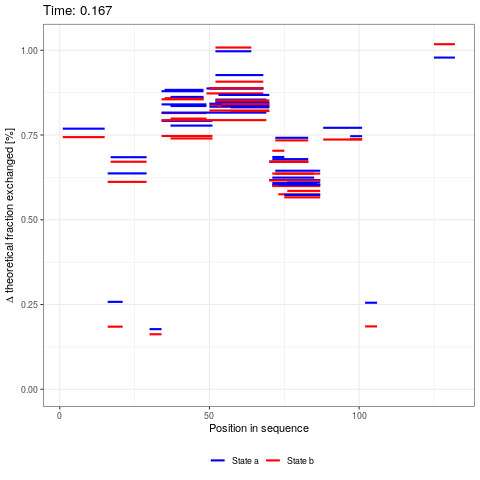 Time: 0.167
Δ theoretical fraction exchanged [%]
1.00
0.75
0.50
0.25
0.00
0
50
100
Position in sequence
State a
State b